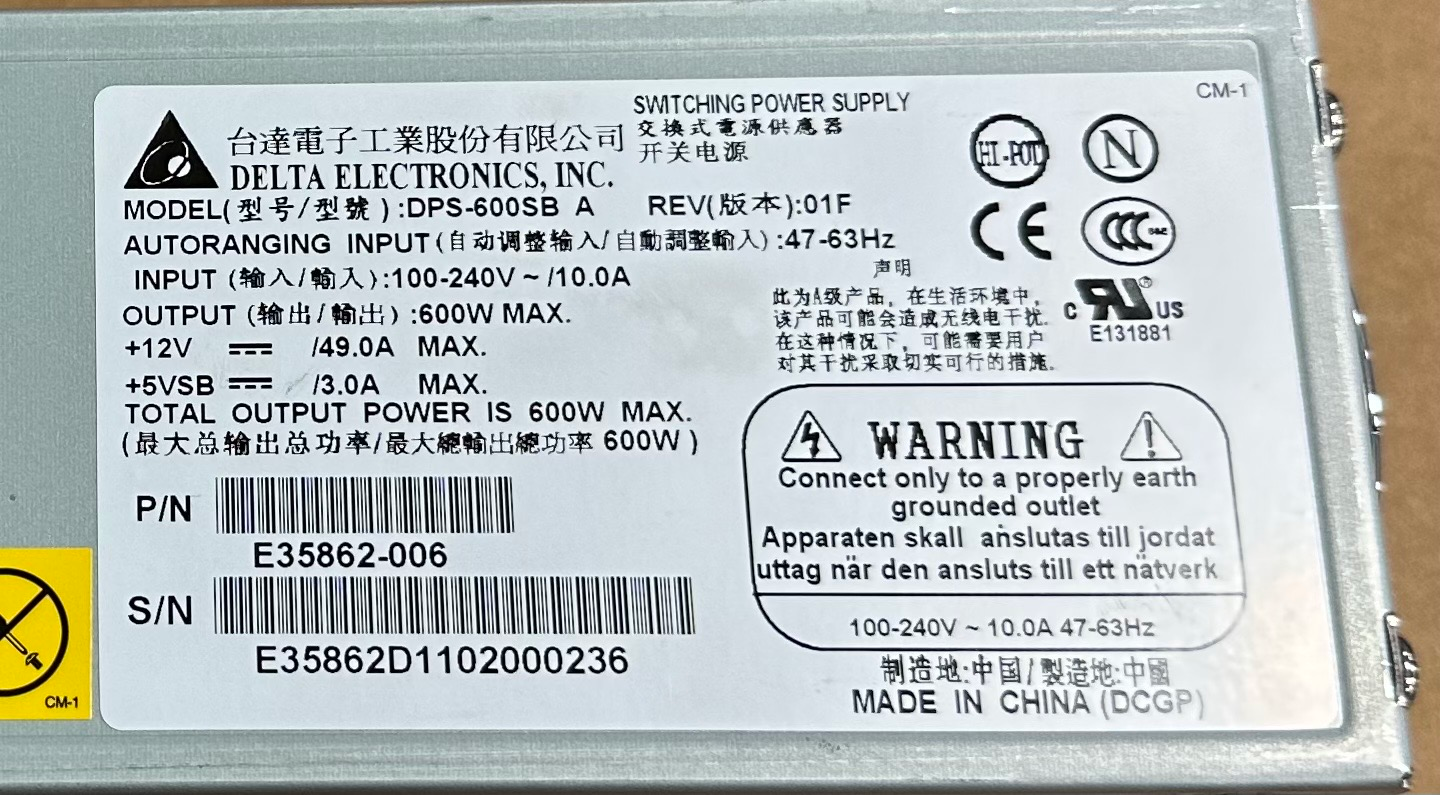 CM-1
SWITCHING POWER SUPPLY
交換式電源供應器
开关电源
台達電子工業股份有限公司
DELTA ELECTRONICS, INC.
MODEL(型号/型號):DPS-600SB A REV(版本):01F
AUTORANGING INPUT(自动调整输入/自動調整輸入):47-63Hz
INPUT (输入/輸入):100-240V ~ /10.0A
OUTPUT (输出/輸出) :600W MAX.
+12V ⎓ /49.0A MAX.
+5VSB ⎓ /3.0A MAX.
TOTAL OUTPUT POWER IS 600W MAX.
(最大总输出总功率/最大總輸出總功率 600W )
P/N
E35862-006
S/N
E35862D1102000236
HI-POT
N
CE
CCC S&E
声明
此为A级产品，在生活环境中，
该产品可能会造成无线电干扰.
在这种情况下，可能需要用户
对其干扰采取切实可行的措施.
C RU ® US
E131881
WARNING
Connect only to a properly earth
grounded outlet
Apparaten skall anslutas till jordat
uttag när den ansluts till ett nätverk
100-240V ~ 10.0A 47-63Hz
制造地:中国/製造地:中國
MADE IN CHINA (DCGP)
CM-1